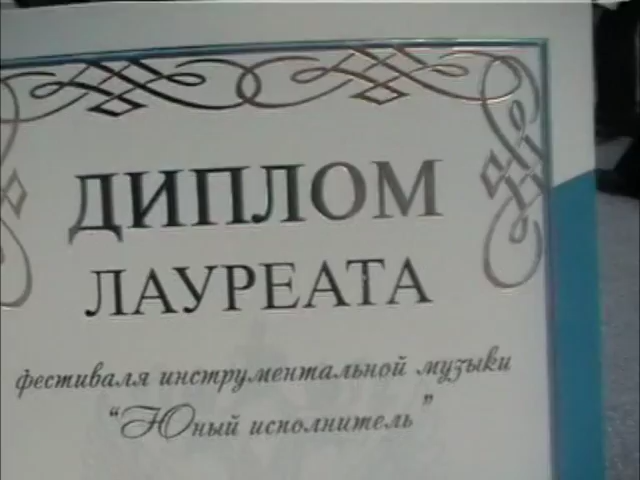 ДИПЛОМ
ЛАУРЕАТА
фестиваля инструментальной музыки
“Юный исполнитель”